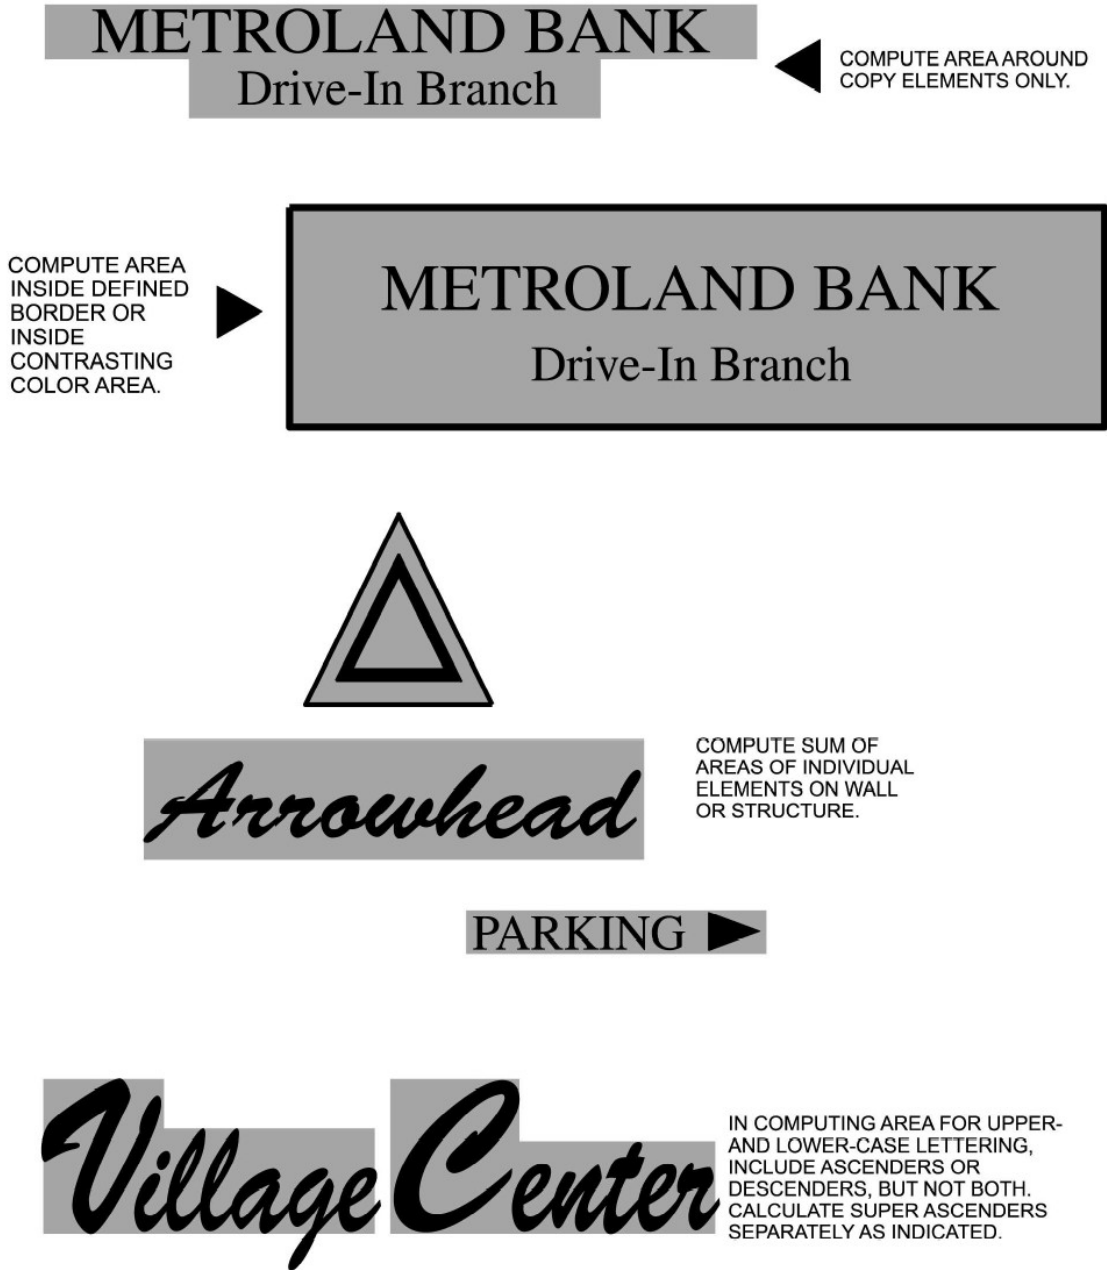 METROLAND BANK
Drive-In Branch
COMPUTE AREA AROUND
COPY ELEMENTS ONLY.
COMPUTE AREA
INSIDE DEFINED
BORDER OR
INSIDE
CONTRASTING
COLOR AREA.
METROLAND BANK
Drive-In Branch
Arrowhead
COMPUTE SUM OF
AREAS OF INDIVIDUAL
ELEMENTS ON WALL
OR STRUCTURE.
PARKING
Village Center
IN COMPUTING AREA FOR UPPER-
AND LOWER-CASE LETTERING,
INCLUDE ASCENDERS OR
DESCENDERS, BUT NOT BOTH.
CALCULATE SUPER ASCENDERS
SEPARATELY AS INDICATED.